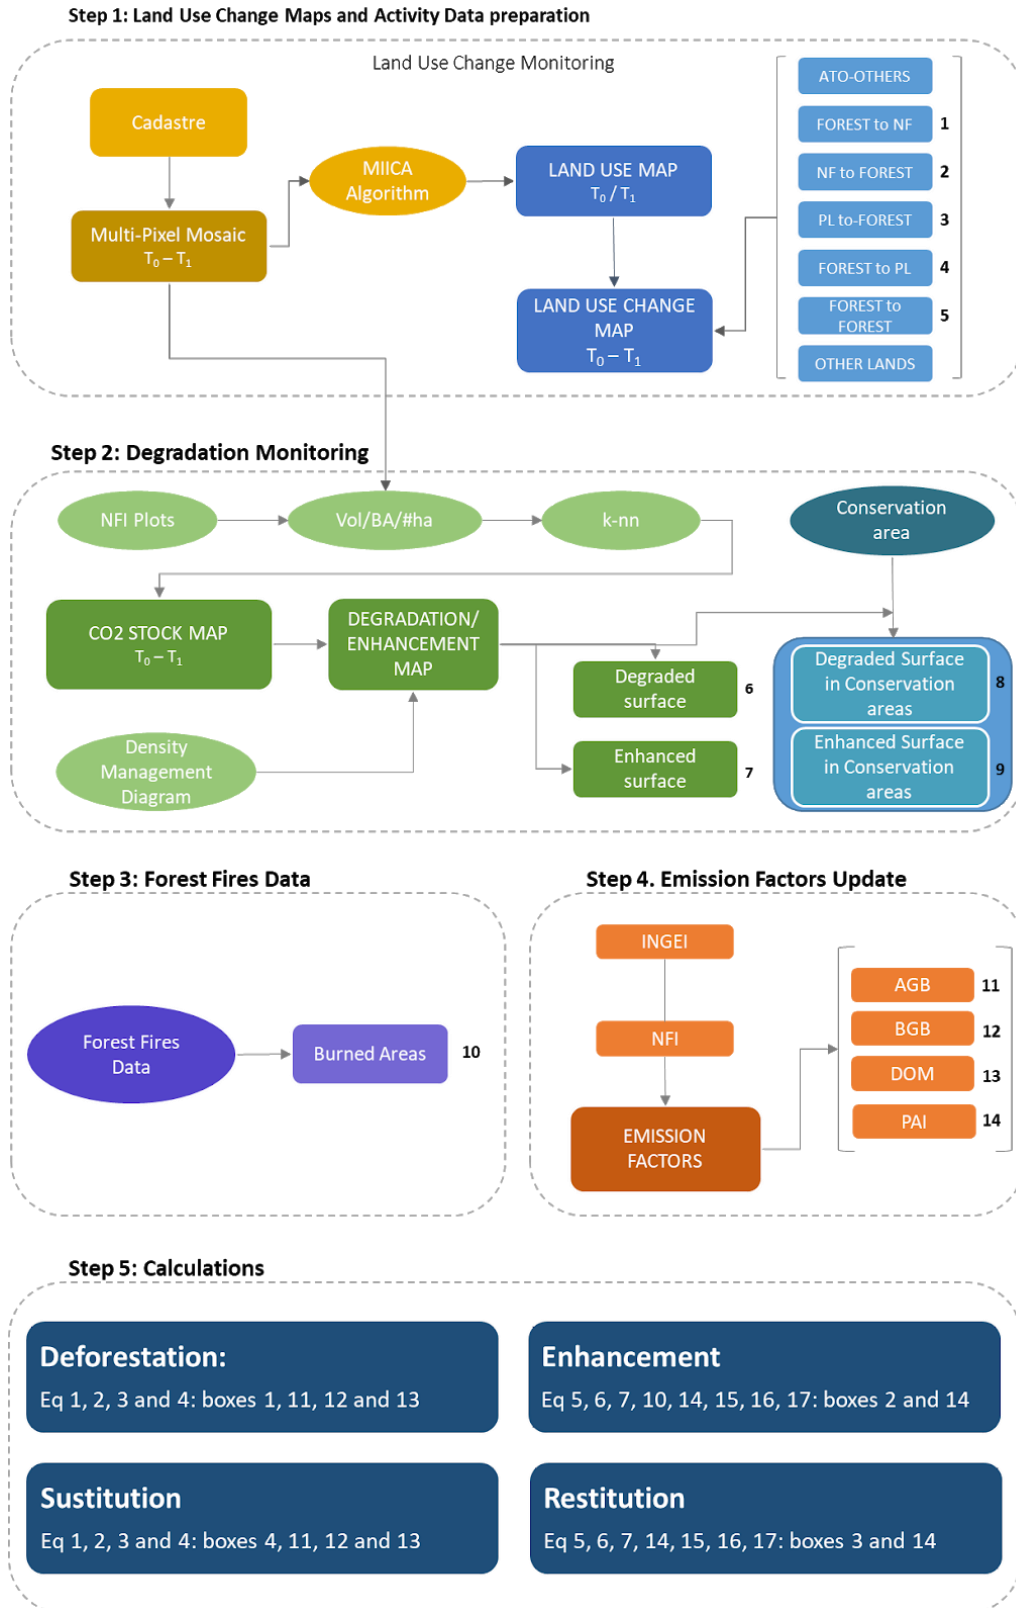 Step 1: Land Use Change Maps and Activity Data preparation
Land Use Change Monitoring
Cadastre
Multi-Pixel Mosaic
T0 – T1
MIICA
Algorithm
LAND USE MAP
T0 / T1
LAND USE CHANGE
MAP
T0 – T1
ATO-OTHERS
FOREST to NF 1
NF to FOREST 2
PL to-FOREST 3
FOREST to PL 4
FOREST to
FOREST 5
OTHER LANDS
Step 2: Degradation Monitoring
NFI Plots
Vol/BA/#ha
k-nn
Conservation
area
CO2 STOCK MAP
T0 – T1
DEGRADATION/
ENHANCEMENT
MAP
Degraded
surface
6
Degraded Surface
in Conservation
areas
8
Density
Management
Diagram
Enhanced
surface
7
Enhanced Surface
in Conservation
areas
9
Step 3: Forest Fires Data
Forest Fires
Data
Burned Areas 10
Step 4. Emission Factors Update
INGEI
NFI
EMISSION
FACTORS
AGB 11
BGB 12
DOM 13
PAI 14
Step 5: Calculations
Deforestation:
Eq 1, 2, 3 and 4: boxes 1, 11, 12 and 13
Enhancement
Eq 5, 6, 7, 10, 14, 15, 16, 17: boxes 2 and 14
Sustitution
Eq 1, 2, 3 and 4: boxes 4, 11, 12 and 13
Restitution
Eq 5, 6, 7, 14, 15, 16, 17: boxes 3 and 14